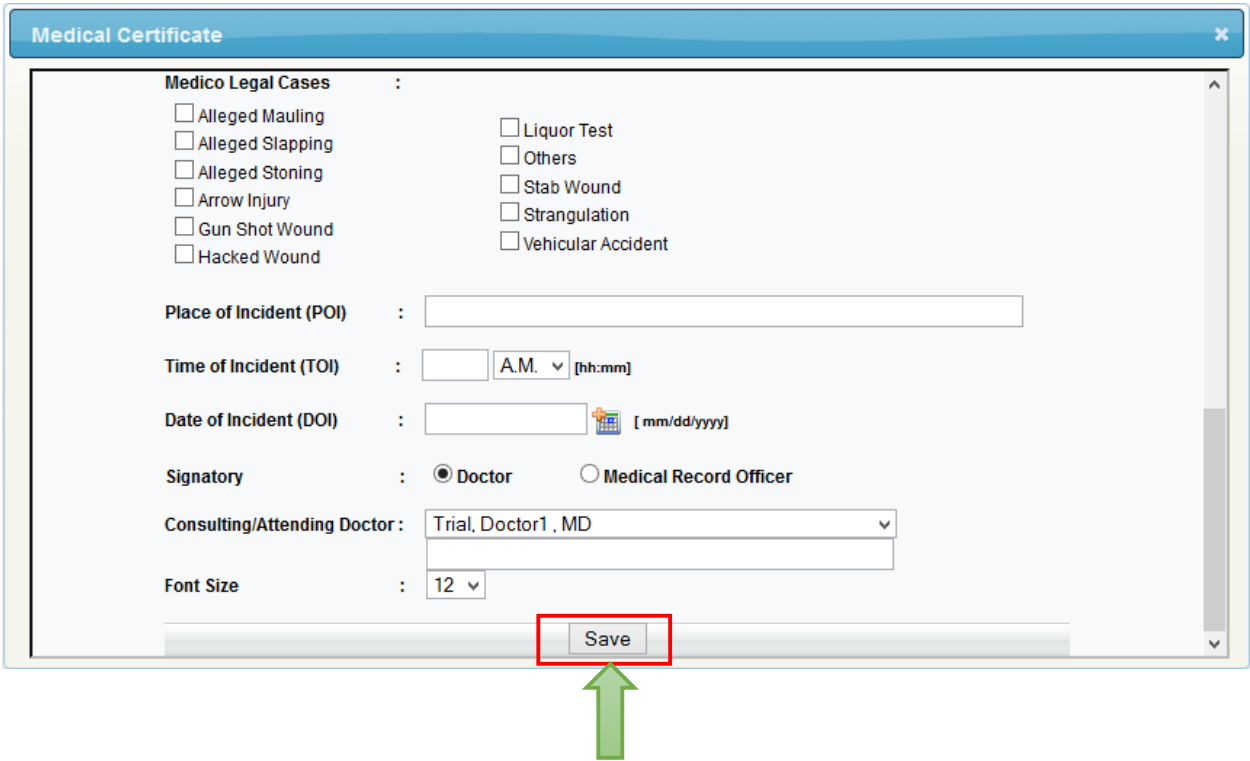 Medical Certificate
Medico Legal Cases :
Alleged Mauling
Alleged Slapping
Alleged Stoning
Arrow Injury
Gun Shot Wound
Hacked Wound
Liquor Test
Others
Stab Wound
Strangulation
Vehicular Accident
Place of Incident (POI) :
Time of Incident (TOI) : A.M. [hh:mm]
Date of Incident (DOI) : [ mm/dd/yyyy]
Signatory : Doctor Medical Record Officer
Consulting/Attending Doctor : Trial, Doctor1 , MD
Font Size : 12
Save